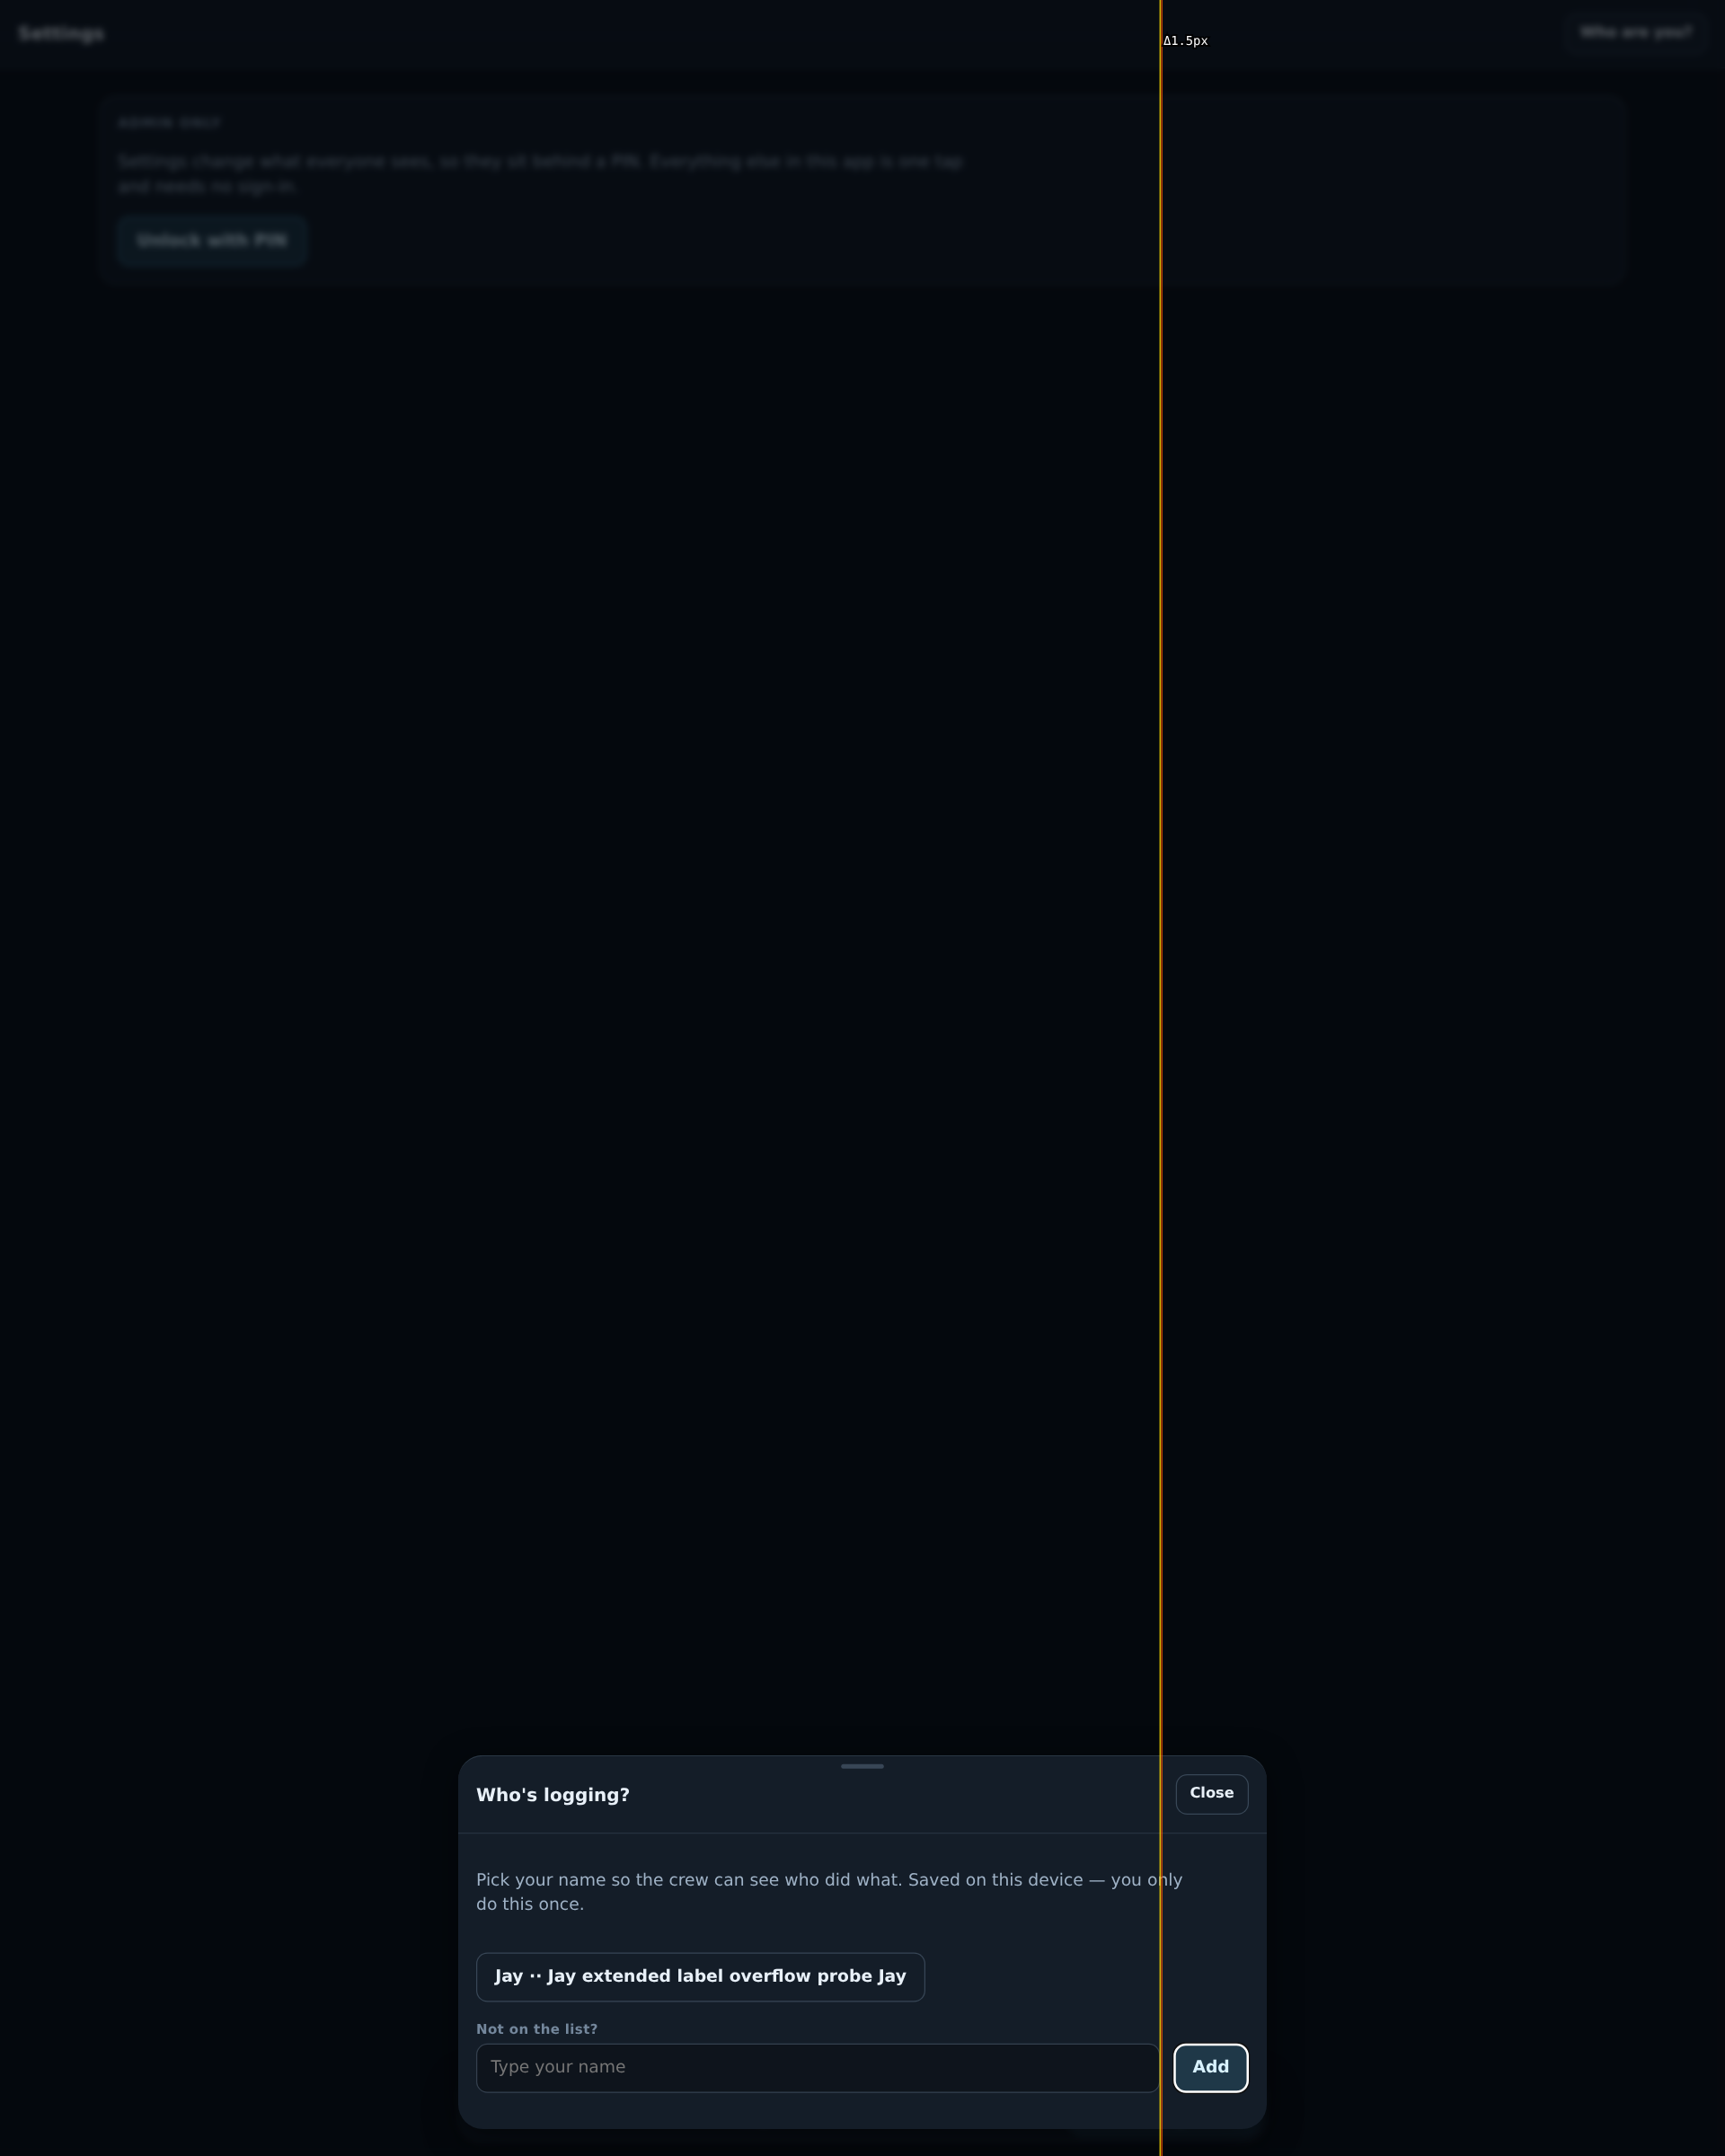 Settings
Who are you?
Δ1.5px
ADMIN ONLY
Settings change what everyone sees, so they sit behind a PIN. Everything else in this app is one tap
and needs no sign-in.
Unlock with PIN
Who's logging?
Close
Pick your name so the crew can see who did what. Saved on this device — you only
do this once.
Jay ·· Jay extended label overflow probe Jay
Not on the list?
Type your name
Add